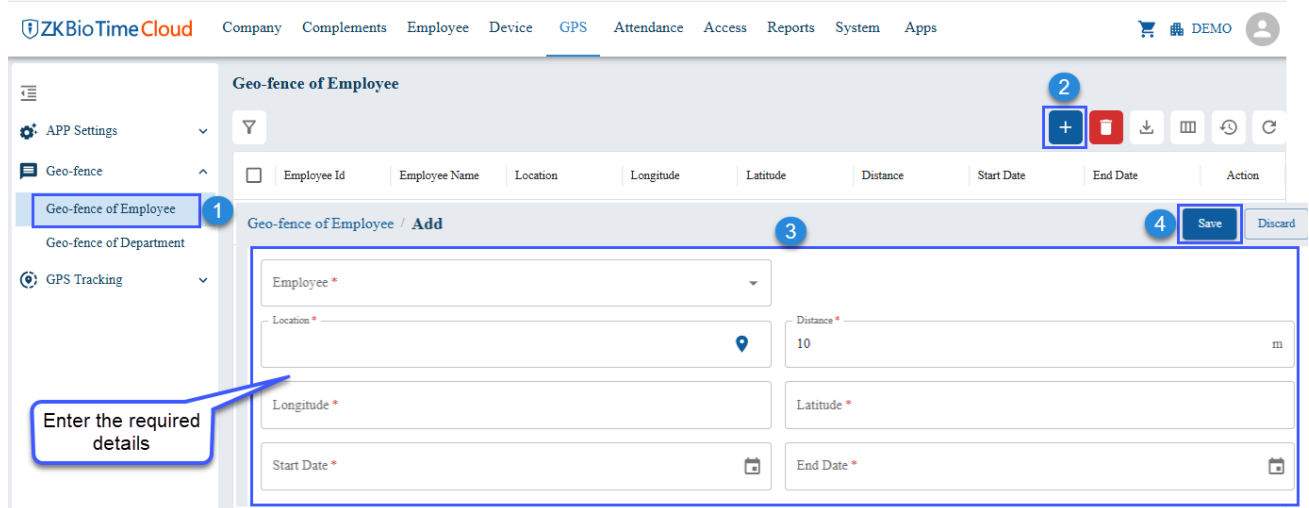 ZKBioTime Cloud Company Complements Employee Device GPS Attendance Access Reports System Apps DEMO
Geo-fence of Employee
2
APP Settings
Geo-fence
Geo-fence of Employee
1
Geo-fence of Department
GPS Tracking
Employee Id Employee Name Location Longitude Latitude Distance Start Date End Date Action
Geo-fence of Employee / Add
3
4
Save Discard
Employee *
Location *
Distance *
10 m
Longitude * Latitude *
Start Date * End Date *
Enter the required
details